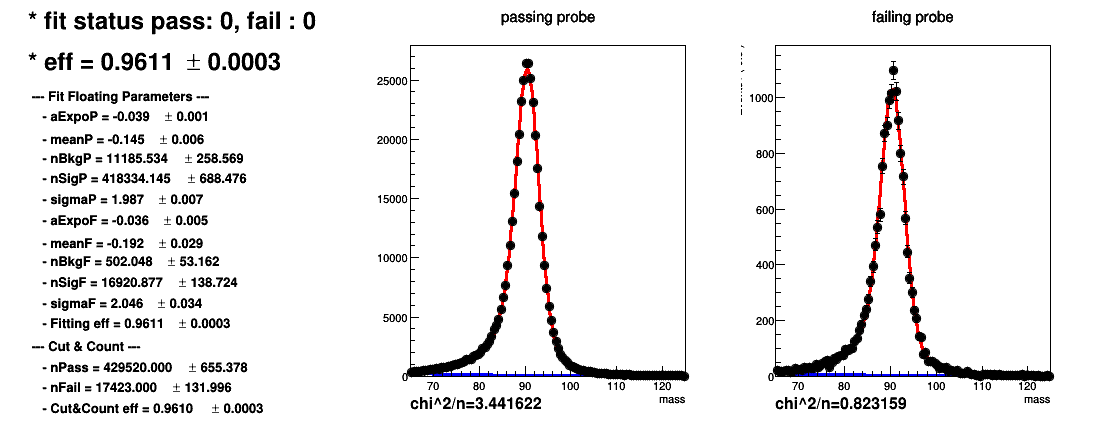 * fit status pass: 0, fail : 0
* eff = 0.9611 ± 0.0003
--- Fit Floating Parameters ---
- aExpoP = -0.039 ± 0.001
- meanP = -0.145 ± 0.006
- nBkgP = 11185.534 ± 258.569
- nSigP = 418334.145 ± 688.476
- sigmaP = 1.987 ± 0.007
- aExpoF = -0.036 ± 0.005
- meanF = -0.192 ± 0.029
- nBkgF = 502.048 ± 53.162
- nSigF = 16920.877 ± 138.724
- sigmaF = 2.046 ± 0.034
- Fitting eff = 0.9611 ± 0.0003
--- Cut & Count ---
- nPass = 429520.000 ± 655.378
- nFail = 17423.000 ± 131.996
- Cut&Count eff = 0.9610 ± 0.0003
passing probe
25000
20000
15000
10000
5000
0
70 80 90 100 110 120
mass
chi^2/n=3.441622
failing probe
1000
800
600
400
200
0
70 80 90 100 110 120
mass
chi^2/n=0.823159